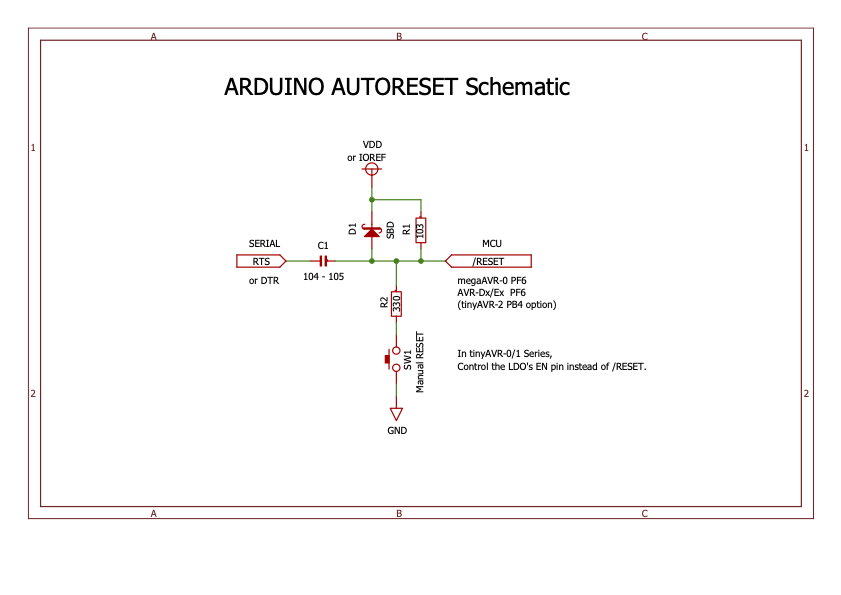 A B C
ARDUINO AUTORESET Schematic
1 1
VDD
or IOREF
D1
SBD
R1
103
SERIAL
RTS
or DTR
C1
104 - 105
MCU
/RESET
megaAVR-0 PF6
AVR-Dx/Ex  PF6
(tinyAVR-2 PB4 option)
R2
330
SW1
Manual RESET
In tinyAVR-0/1 Series,
Control the LDO's EN pin instead of /RESET.
2 2
GND
A B C